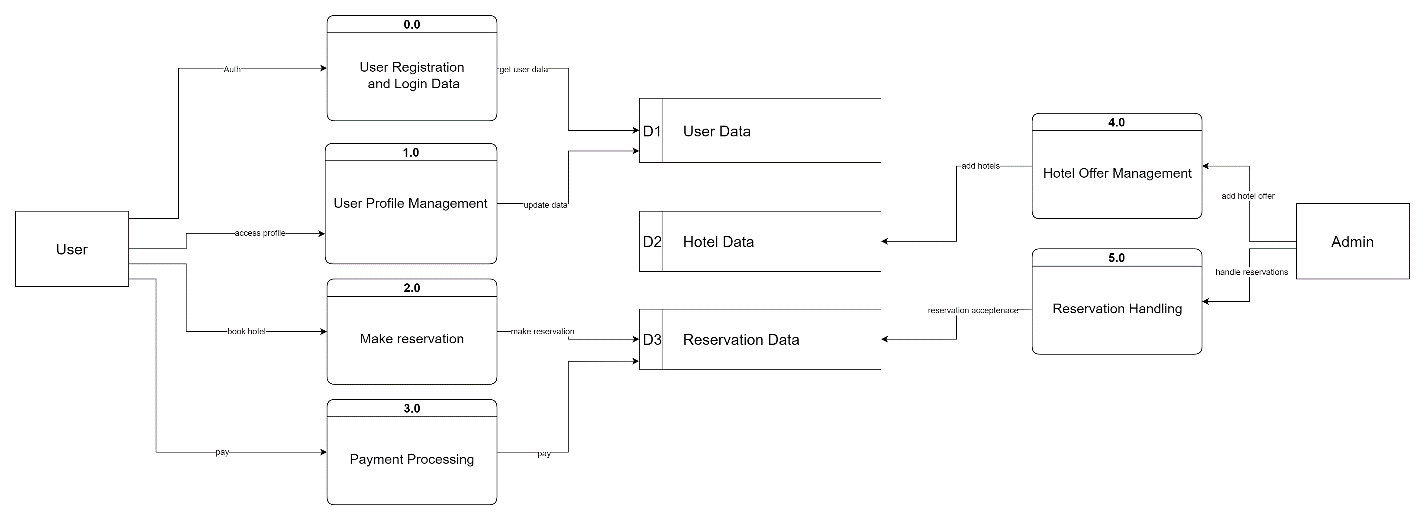 0.0
User Registration
and Login Data
Auth
rget user data
D1
User Data
1.0
User Profile Management
access profile
update data
User
2.0
Make reservation
book hotel
make reservation
D2
Hotel Data
D3
Reservation Data
3.0
Payment Processing
pay
pay
4.0
Hotel Offer Management
add hotels
add hotel offer
Admin
5.0
Reservation Handling
handle reservations
reservation acceptenace